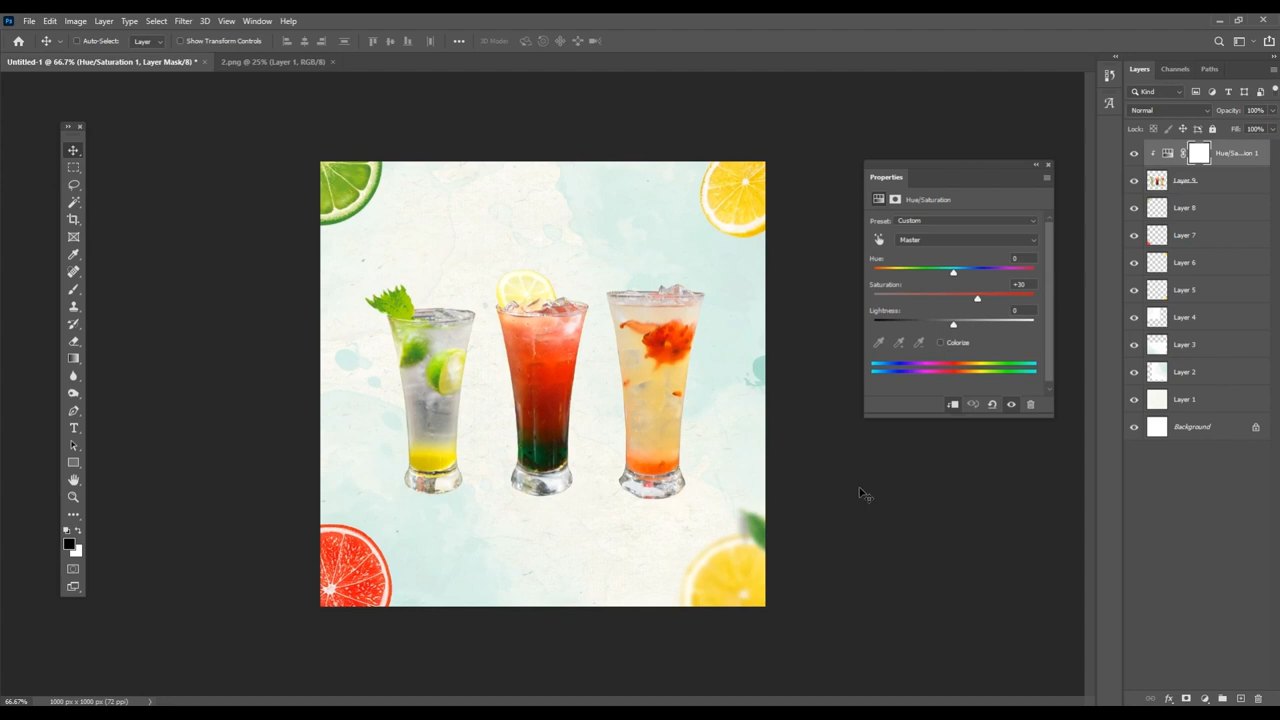 Ps File Edit Image Layer Type Select Filter 3D View Window Help
Auto-Select: Layer Show Transform Controls 3D Mode:
Untitled-1 @ 66.7% (Hue/Saturation 1, Layer Mask/8) * × 2.png @ 25% (Layer 1, RGB/8) ×
Layers Channels Paths
Kind
Normal Opacity: 100%
Lock: Fill: 100%
Hue/Sa...ion 1
Layer 9
Layer 8
Layer 7
Layer 6
Layer 5
Layer 4
Layer 3
Layer 2
Layer 1
Background
Properties
Hue/Saturation
Preset: Custom
Master
Hue: 0
Saturation: +30
Lightness: 0
Colorize
66.67% 1000 px x 1000 px (72 ppi)